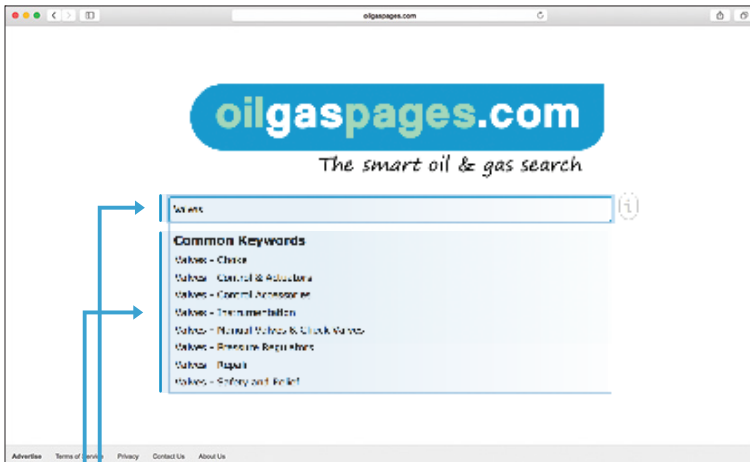 oilgaspages.com
oilgaspages.com
The smart oil & gas search
Valves
Common Keywords
Valves - Choke
Valves - Control & Actuators
Valves - Control Accessories
Valves - Instrumentation
Valves - Manual Valves & Check Valves
Valves - Pressure Regulators
Valves - Repair
Valves - Safety and Relief
Advertise Terms of Service Privacy Contact Us About Us